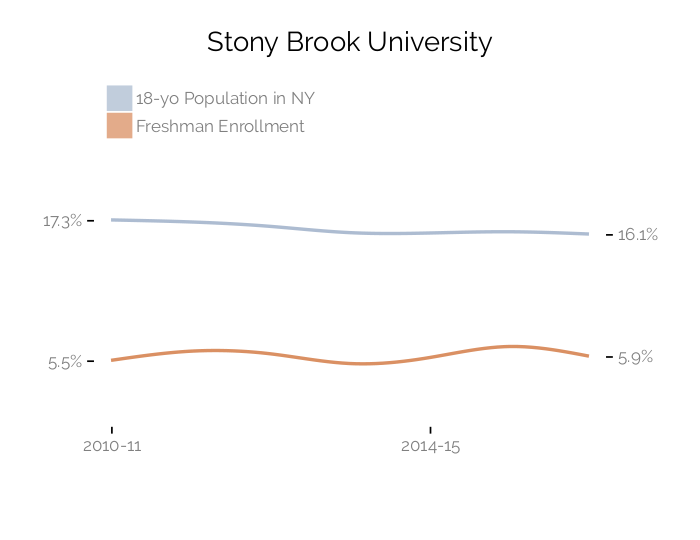 Stony Brook University
18-yo Population in NY
Freshman Enrollment
17.3%
16.1%
5.5%
5.9%
2010-11
2014-15